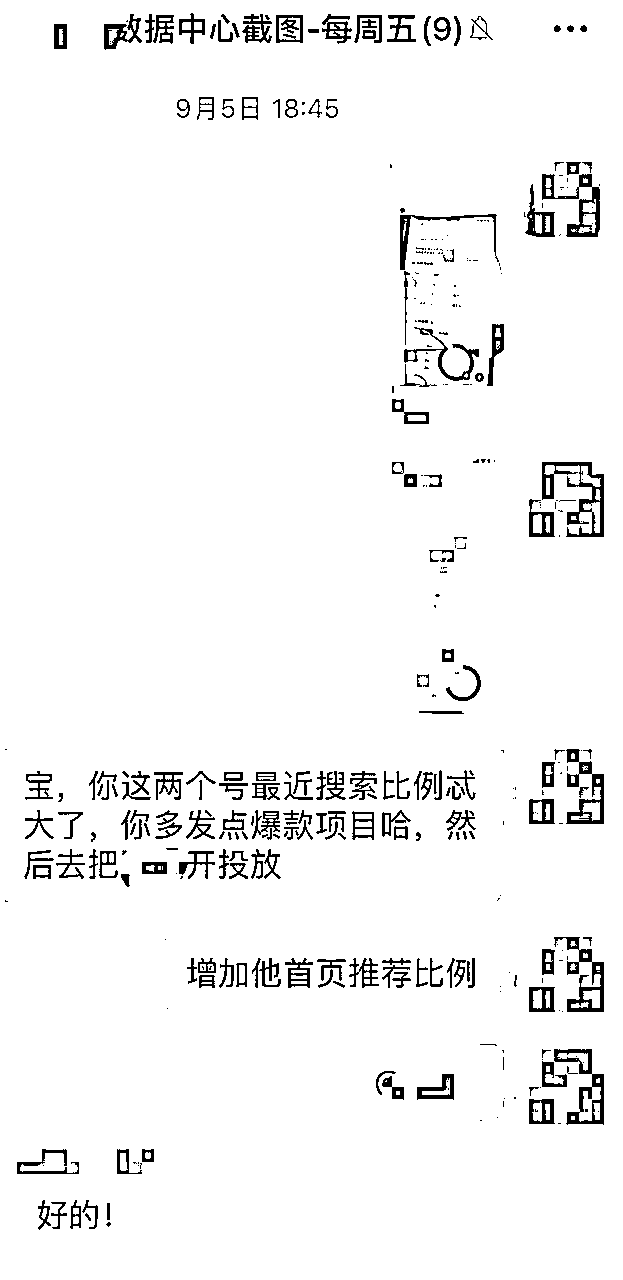 数据中心截图-每周五(9)
9月5日 18:45
宝，你这两个号最近搜索比例忒
大了，你多发点爆款项目哈，然
后去把 开投放
增加他首页推荐比例
好的！